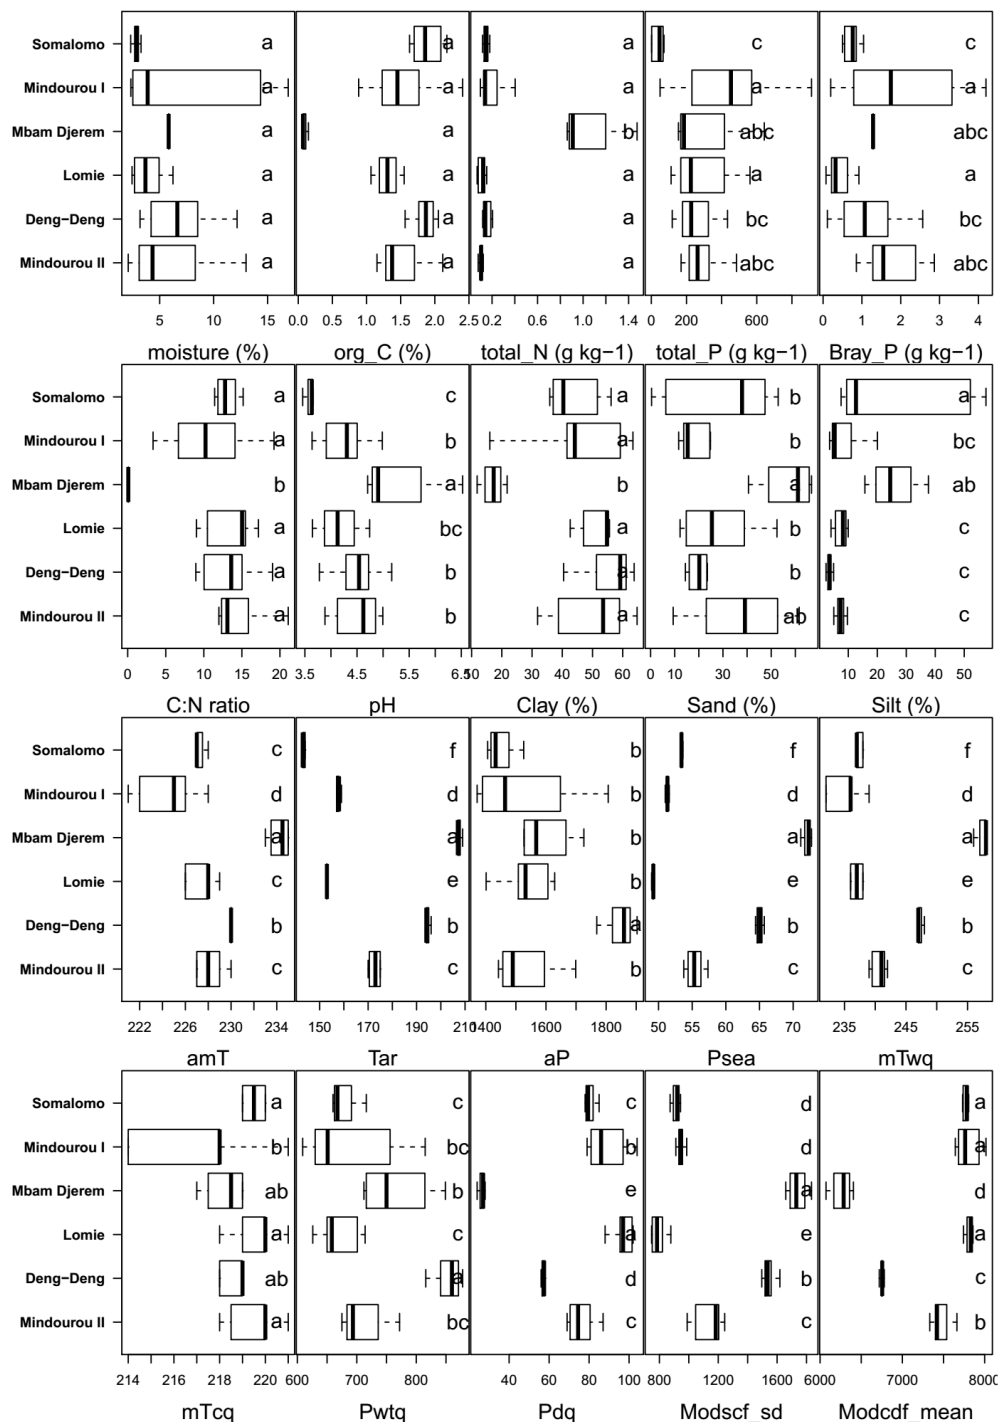 Somalomo a a a c c
Mindourou I a a a a a
Mbam Djerem a a b abc abc
Lomie a a a a a
Deng−Deng a a a bc bc
Mindourou II a a a abc abc
5 10 15 0.0 0.5 1.0 1.5 2.0 2.5 0.2 0.6 1.0 1.4 0 200 600 0 1 2 3 4
moisture (%) org_C (%) total_N (g kg−1) total_P (g kg−1) Bray_P (g kg−1)
Somalomo a c a b a
Mindourou I a b a b bc
Mbam Djerem b a b a ab
Lomie a bc a b c
Deng−Deng a b a b c
Mindourou II a b a ab c
0 5 10 15 20 3.5 4.5 5.5 6.5 10 20 30 40 50 60 0 10 30 50 10 20 30 40 50
C:N ratio pH Clay (%) Sand (%) Silt (%)
Somalomo c f b f f
Mindourou I d d b d d
Mbam Djerem a a b a a
Lomie c e b e e
Deng−Deng b b a b b
Mindourou II c c b c c
222 226 230 234 150 170 190 210 1400 1600 1800 50 55 60 65 70 235 245 255
amT Tar aP Psea mTwq
Somalomo a c c d a
Mindourou I b bc b d a
Mbam Djerem ab b e a d
Lomie a c a e a
Deng−Deng ab a d b c
Mindourou II a bc c c b
214 216 218 220 600 700 800 40 60 80 100 800 1200 1600 6000 7000 8000
mTcq Pwtq Pdq Modscf_sd Modcdf_mean